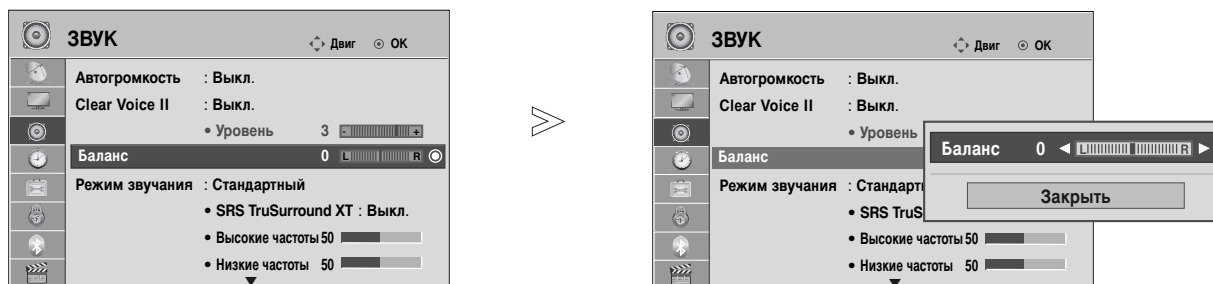 ЗВУК
Двиг OK
Автогромкость : Выкл.
Clear Voice II : Выкл.
• Уровень 3 - +
Баланс 0 L R
Режим звучания : Стандартный
• SRS TruSurround XT : Выкл.
• Высокие частоты 50
• Низкие частоты 50
ЗВУК
Двиг OK
Автогромкость : Выкл.
Clear Voice II : Выкл.
• Уровень
Баланс
Режим звучания : Стандарт
• SRS TruS
• Высокие частоты 50
• Низкие частоты 50
Баланс 0 L R
Закрыть